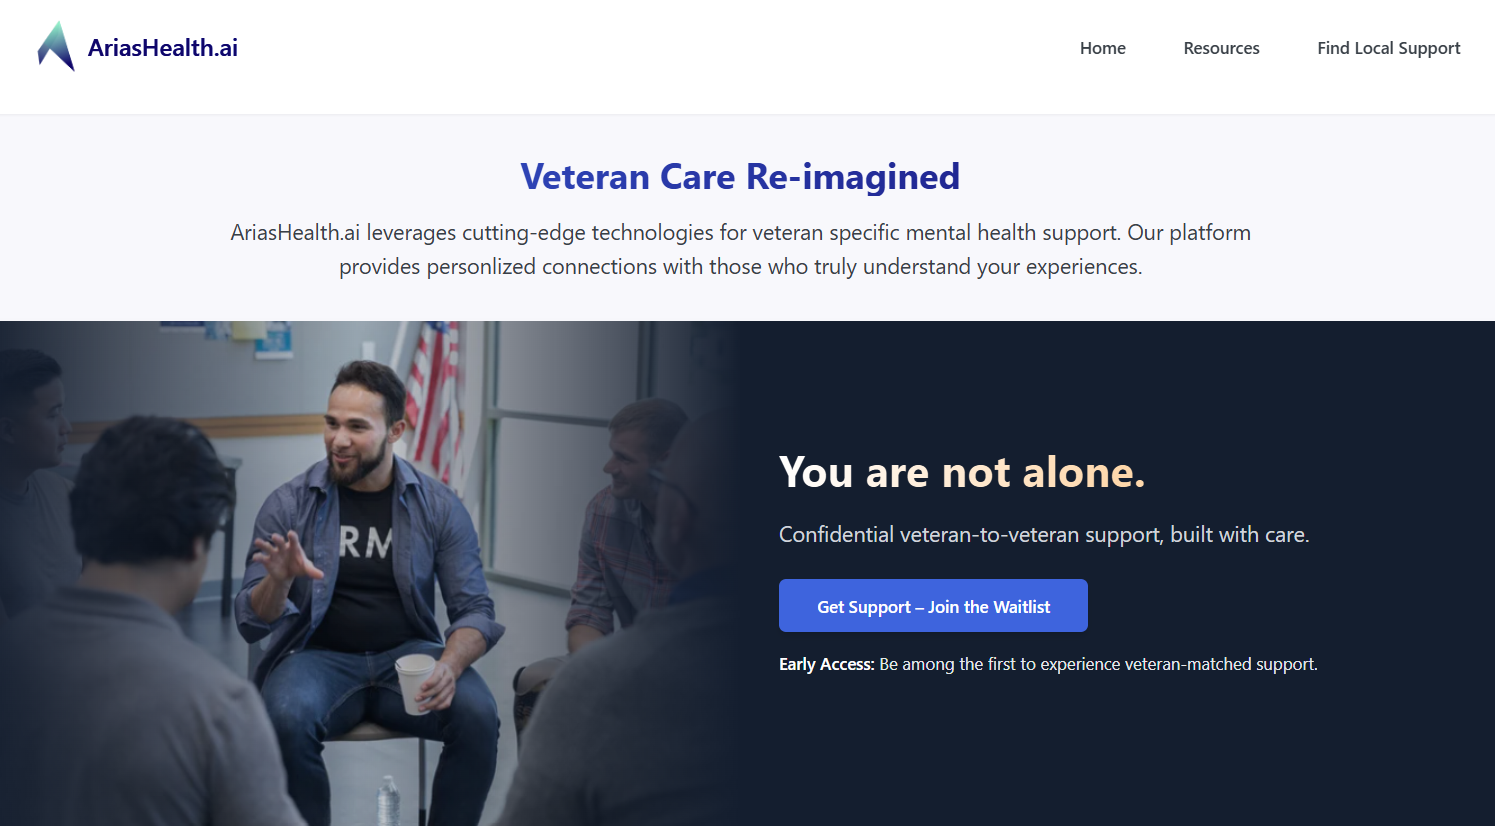 AriasHealth.ai
Home
Resources
Find Local Support
Veteran Care Re-imagined
AriasHealth.ai leverages cutting-edge technologies for veteran specific mental health support. Our platform
provides personlized connections with those who truly understand your experiences.
RM
You are not alone.
Confidential veteran-to-veteran support, built with care.
Get Support – Join the Waitlist
Early Access: Be among the first to experience veteran-matched support.